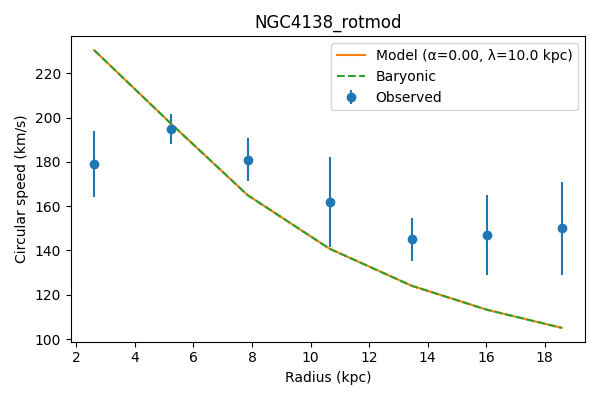 NGC4138_rotmod
Circular speed (km/s)
220
200
180
160
140
120
100
Model (α=0.00, λ=10.0 kpc)
Baryonic
Observed
2 4 6 8 10 12 14 16 18
Radius (kpc)